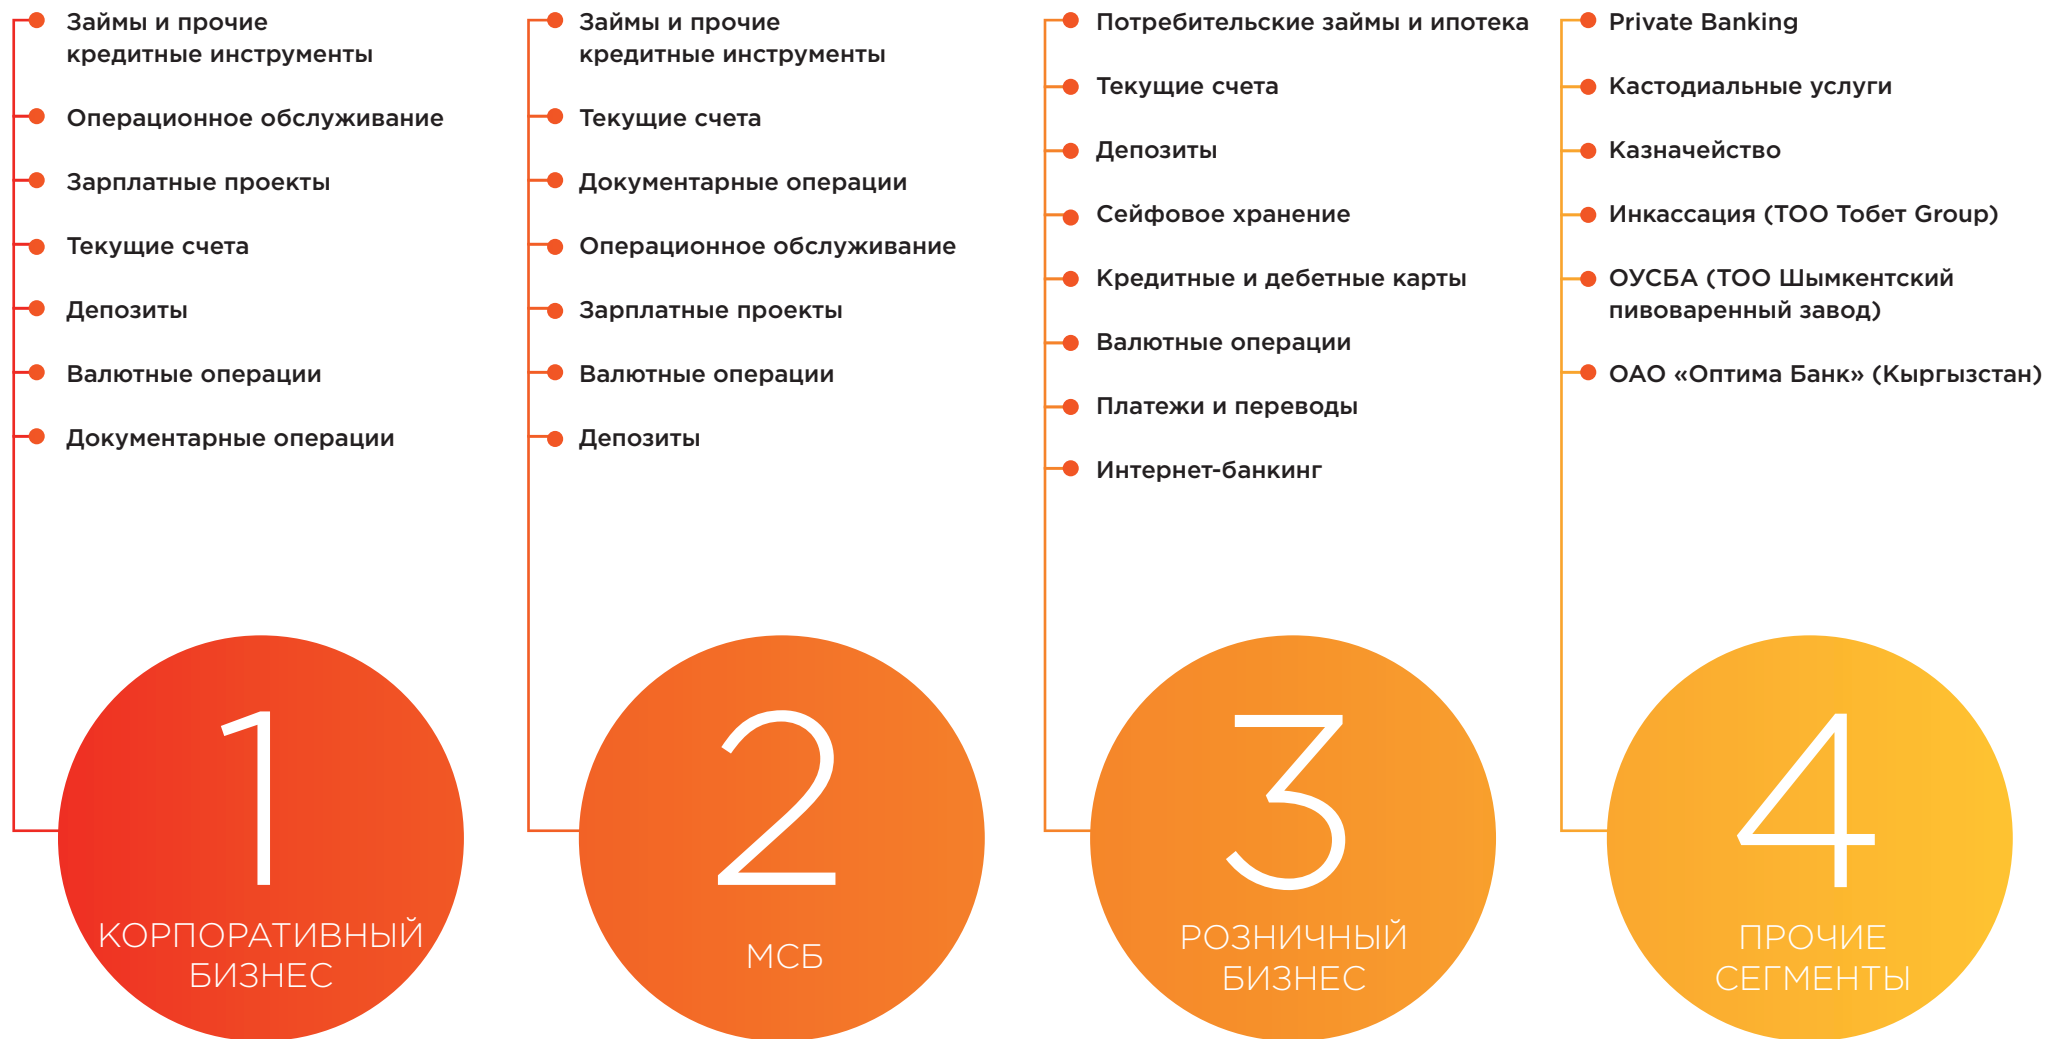 Займы и прочие
кредитные инструменты
Операционное обслуживание
Зарплатные проекты
Текущие счета
Депозиты
Валютные операции
Документарные операции
1
КОРПОРАТИВНЫЙ
БИЗНЕС
Займы и прочие
кредитные инструменты
Текущие счета
Документарные операции
Операционное обслуживание
Зарплатные проекты
Валютные операции
Депозиты
2
МСБ
Потребительские займы и ипотека
Текущие счета
Депозиты
Сейфовое хранение
Кредитные и дебетные карты
Валютные операции
Платежи и переводы
Интернет-банкинг
3
РОЗНИЧНЫЙ
БИЗНЕС
Private Banking
Кастодиальные услуги
Казначейство
Инкассация (ТОО Тобет Group)
ОУСБА (ТОО Шымкентский
пивоваренный завод)
ОАО «Оптима Банк» (Кыргызстан)
4
ПРОЧИЕ
СЕГМЕНТЫ